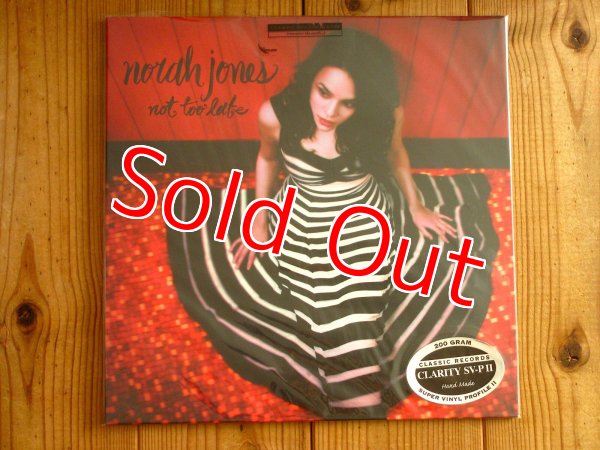 norah jones
not too late
Sold Out
200 GRAM
CLASSIC RECORDS
CLARITY SV-P II
Hand Made
SUPER VINYL PROFILE II